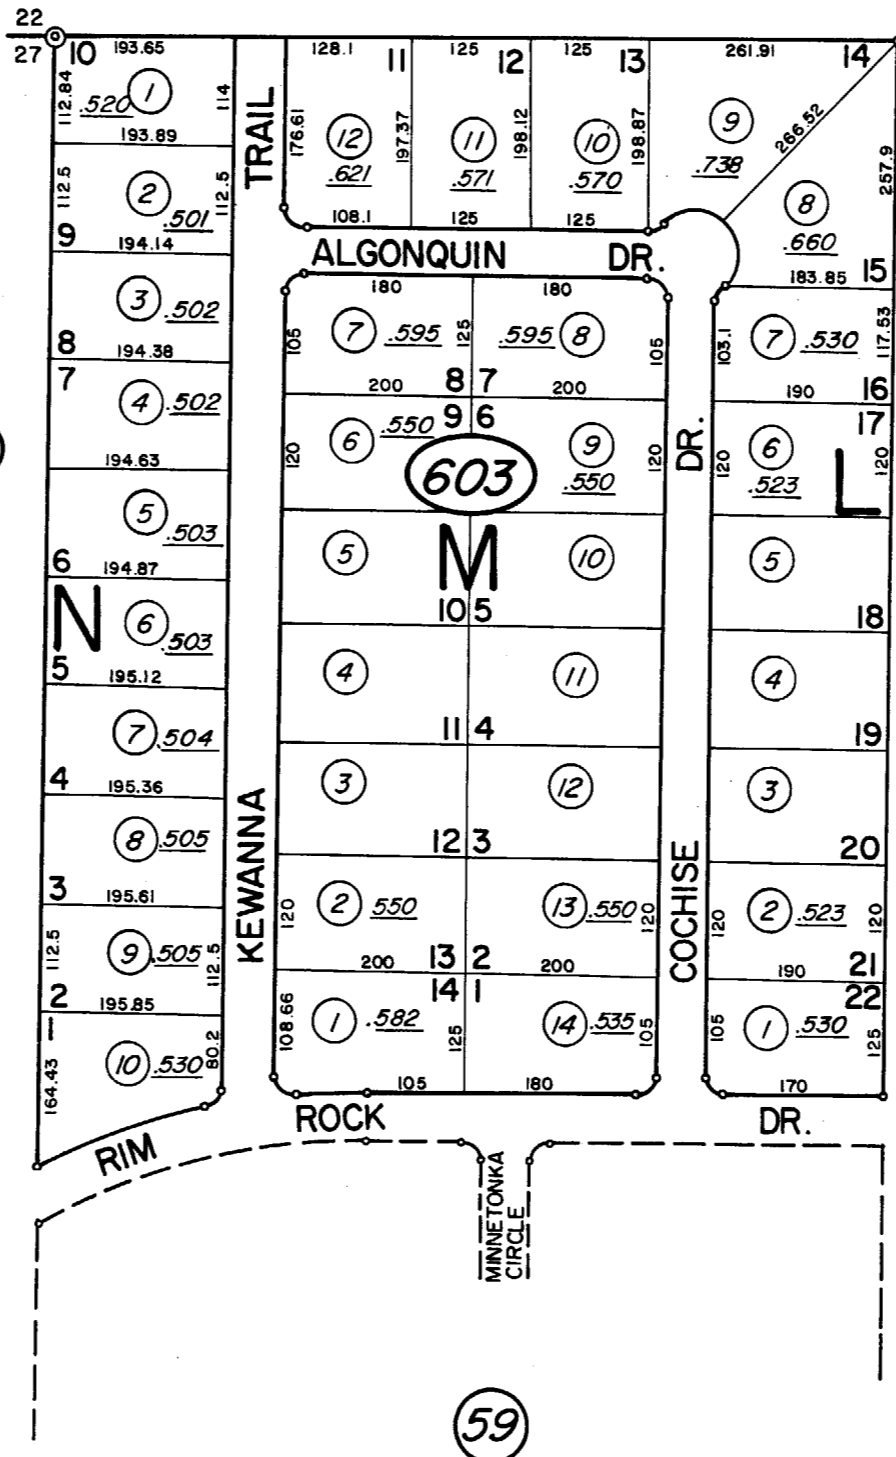 22
27 10 193.65 128.1 11 125 12 125 13 261.91 14
112.84 .520 1 114 TRAIL 176.61 12 .621 197.37 11 .571 198.12 10 .570 198.87 9 .738 266.52 257.9
193.89
112.5 2 .501 112.5 8 .660
9 194.14 108.1 125 125 183.85 15
ALGONQUIN DR.
3 .502 180 180
8 194.38 105 7 .595 125 .595 8 105 103.1 7 .530 117.53
7 200 8 7 200 190 16
4 .502 9 6 17
194.63 120 6 .550 603 9 .550 120 DR. 120 6 .523 L 120
5 .503 5 M 10 5
6 194.87 10 5 18
N 6 .503
5 195.12 4 11 4
7 .504 11 4 19
4 195.36 3 12 3
8 .505 KEWANNA 12 3 20
3 195.61
112.5 9 .505 112.5 120 2 550 13 .550 120 COCHISE 120 2 .523 120
200 13 2 200 190 21
2 195.85 14 1 22
1 164.43 10 .530 80.2 108.66 1 .582 125 14 .535 105 105 1 .530 125
105 180 170
RIM ROCK DR.
MINNETONKA
CIRCLE
59